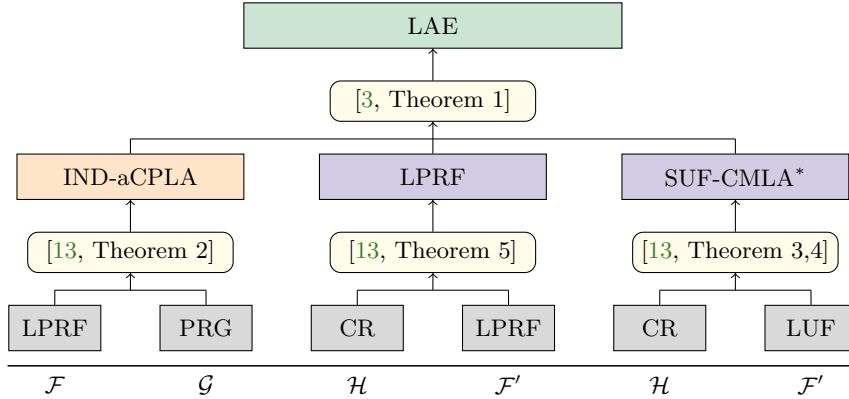 LAE
[3, Theorem 1]
IND-aCPLA LPRF SUF-CMLA*
[13, Theorem 2] [13, Theorem 5] [13, Theorem 3,4]
LPRF PRG CR LPRF CR LUF
ℱ 𝒢 ℋ ℱ′ ℋ ℱ′